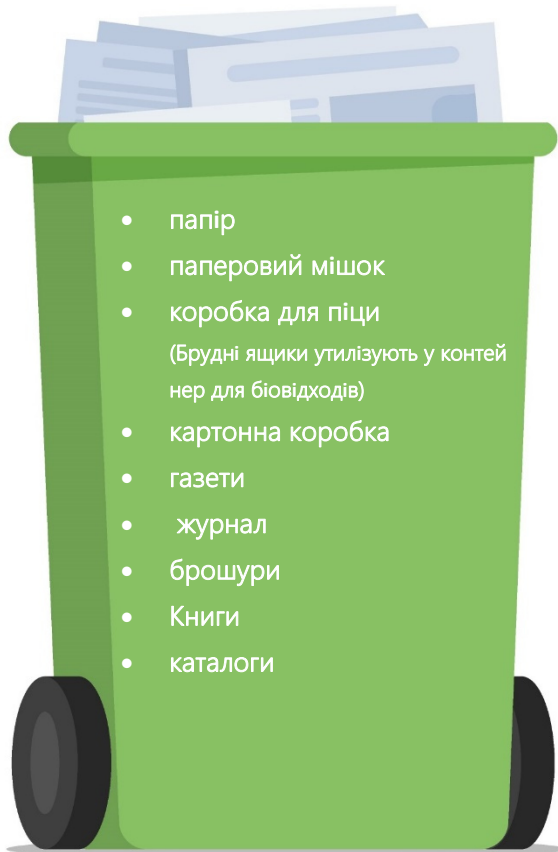 • папір
• паперовий мішок
• коробка для піци
(Брудні ящики утилізують у контей
нер для біовідходів)
• картонна коробка
• газети
• журнал
• брошури
• Книги
• каталоги